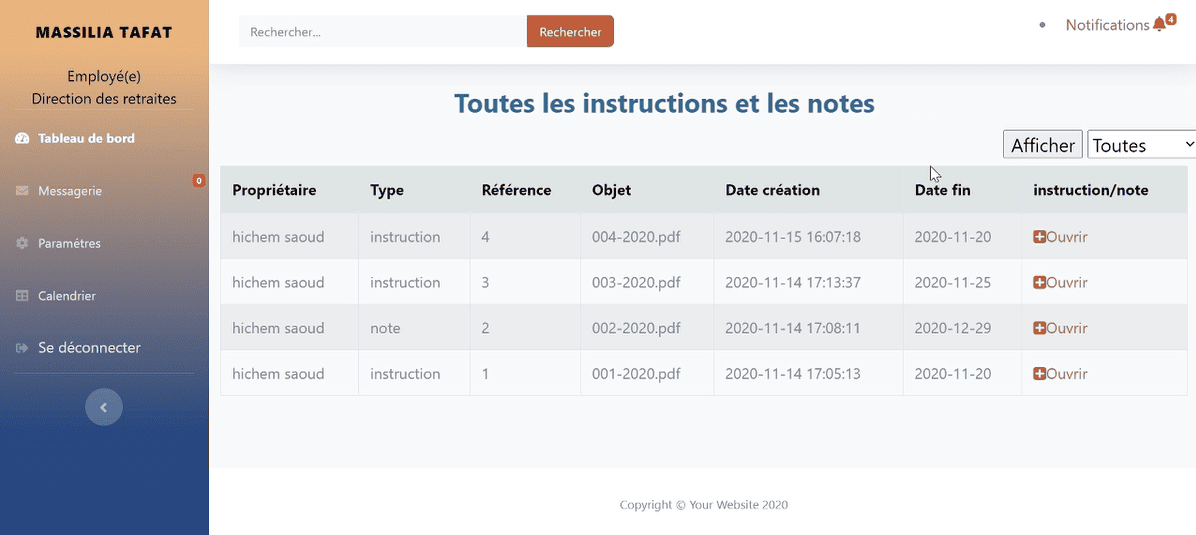 MASSILIA TAFAT
Employé(e)
Direction des retraites
Tableau de bord
Messagerie
0
Paramétres
Calendrier
Se déconnecter
Rechercher...
Rechercher
Notifications
4
Toutes les instructions et les notes
Afficher
Toutes
Propriétaire Type Référence Objet Date création Date fin instruction/note
hichem saoud instruction 4 004-2020.pdf 2020-11-15 16:07:18 2020-11-20 Ouvrir
hichem saoud instruction 3 003-2020.pdf 2020-11-14 17:13:37 2020-11-25 Ouvrir
hichem saoud note 2 002-2020.pdf 2020-11-14 17:08:11 2020-12-29 Ouvrir
hichem saoud instruction 1 001-2020.pdf 2020-11-14 17:05:13 2020-11-20 Ouvrir
Copyright © Your Website 2020